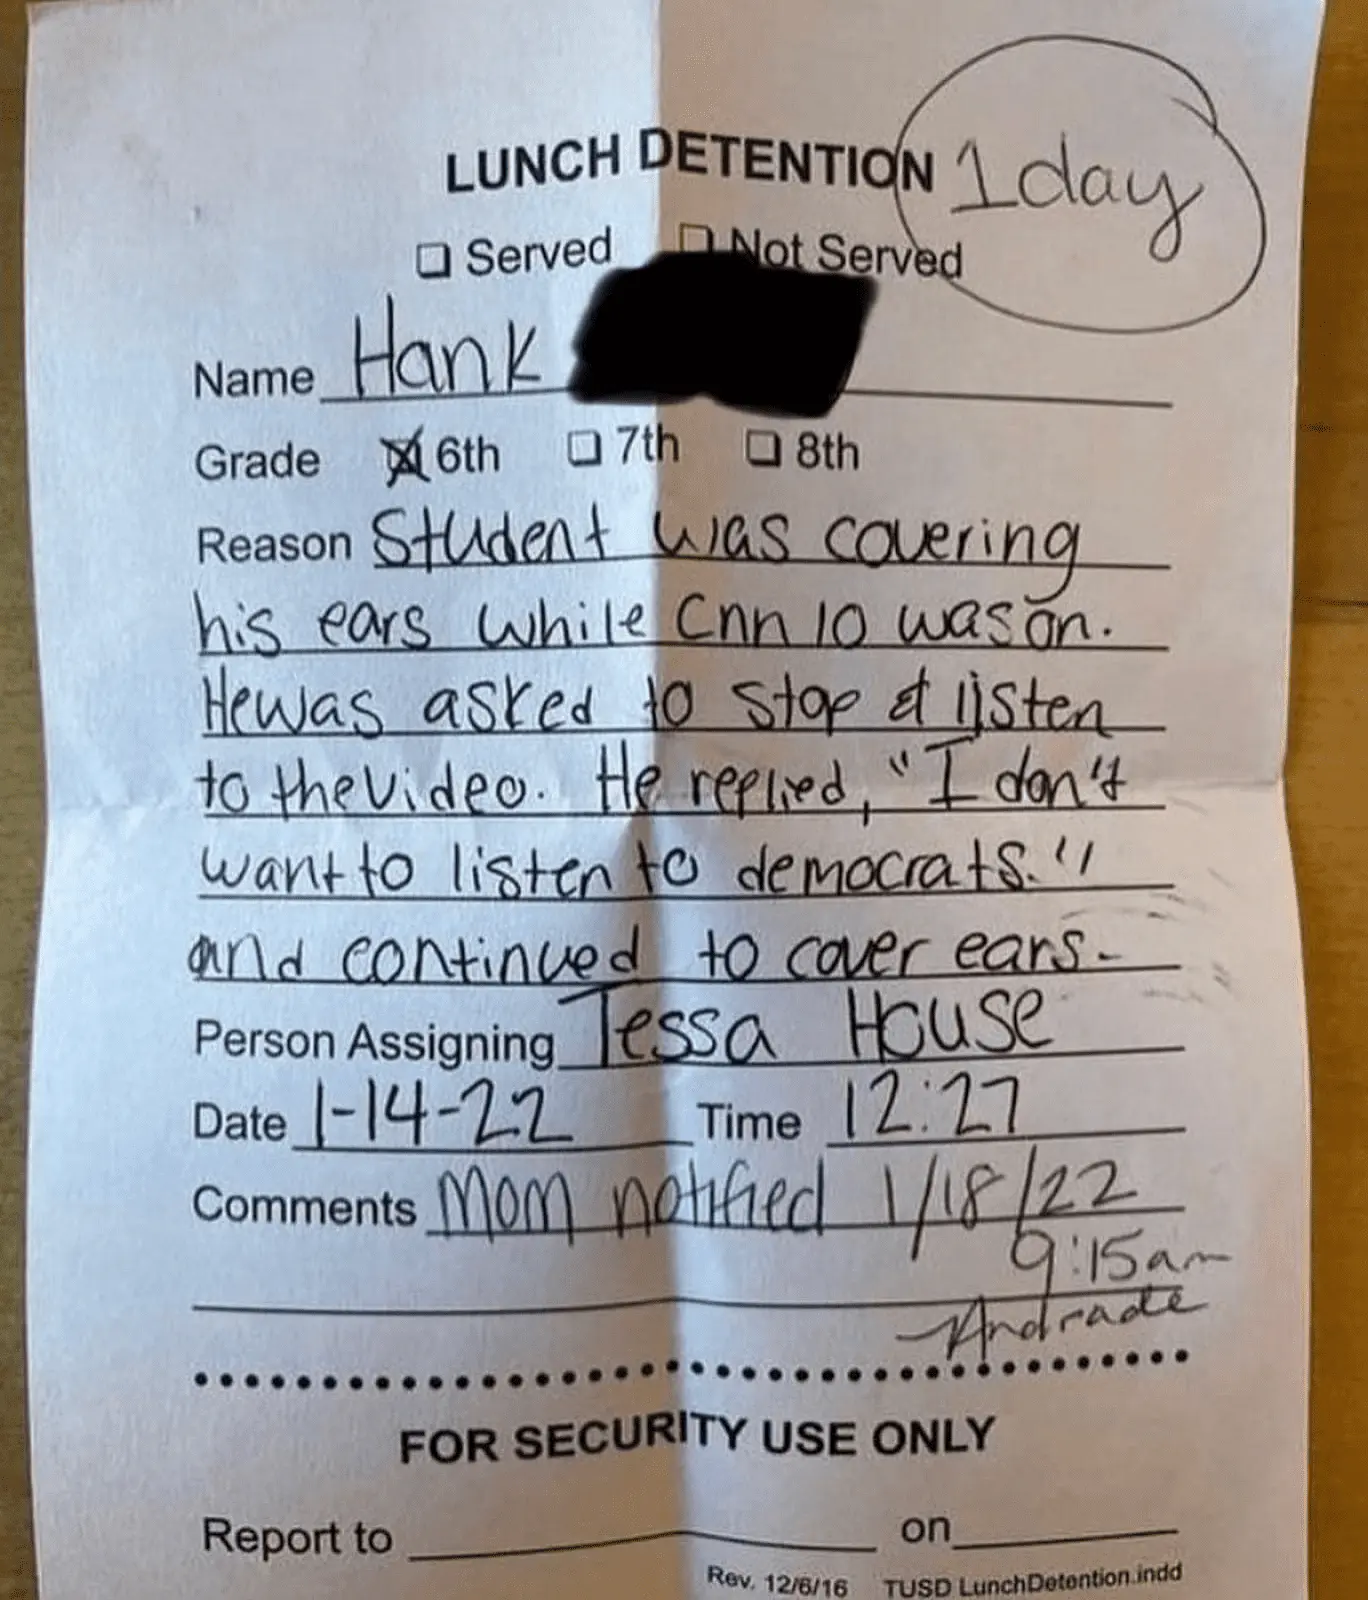 LUNCH DETENTION 1 day
☐ Served ☐ Not Served
Name Hank
Grade ☒ 6th ☐ 7th ☐ 8th
Reason Student was covering
his ears while Cnn 10 was on.
He was asked to stop & listen
to the video. He replied, "I don't
want to listen to democrats."
and continued to cover ears.
Person Assigning Tessa House
Date 1-14-22 Time 12:27
Comments Mom notified 1/18/22
9:15am
-Andrade
FOR SECURITY USE ONLY
Report to on
Rev. 12/6/16 TUSD LunchDetention.indd